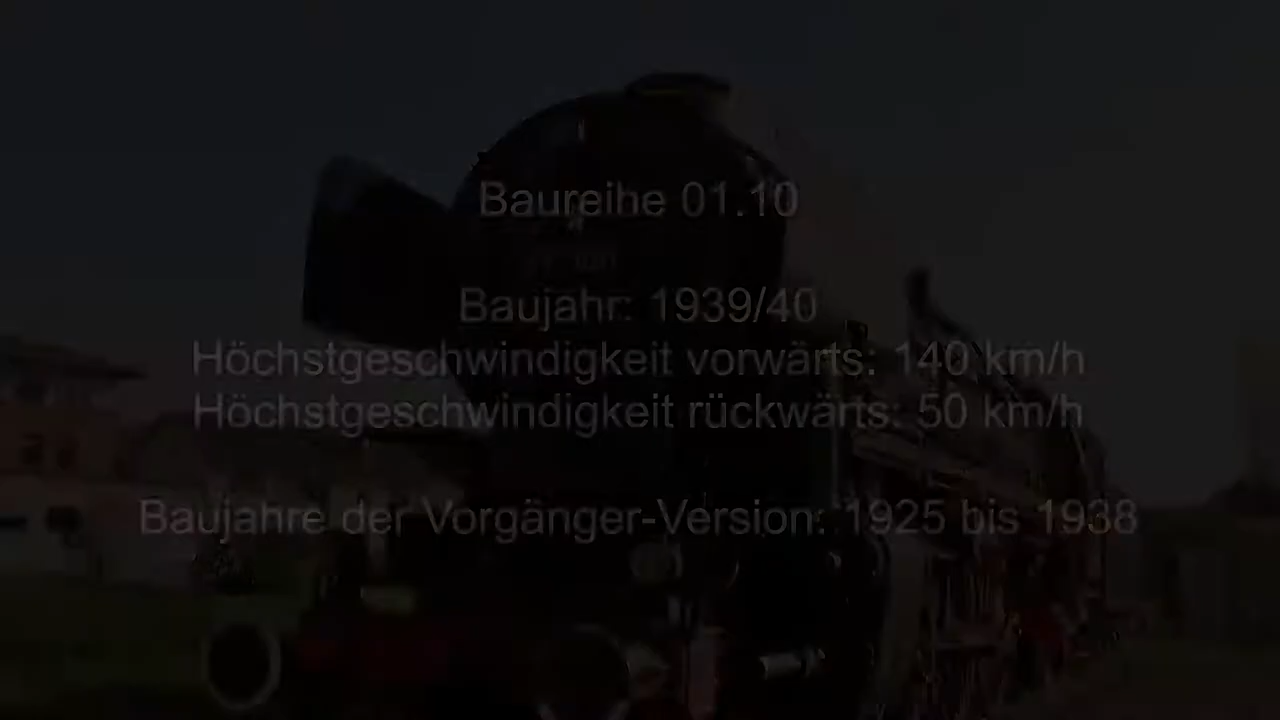 Baureihe 01.10
Baujahr: 1939/40
Höchstgeschwindigkeit vorwärts: 140 km/h
Höchstgeschwindigkeit rückwärts: 50 km/h
Baujahre der Vorgänger-Version: 1925 bis 1938